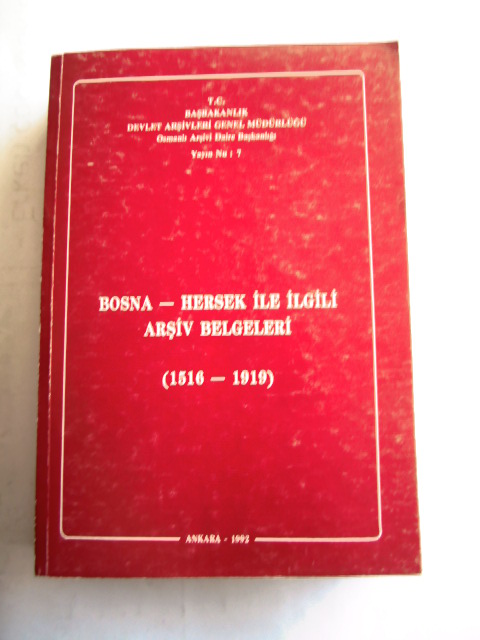 T.C.
BAŞBAKANLIK
DEVLET ARŞİVLERİ GENEL MÜDÜRLÜĞÜ
Osmanlı Arşivi Daire Başkanlığı
Yayın Nu : 7
BOSNA — HERSEK İLE İLGİLİ
ARŞİV BELGELERİ
(1516 — 1919)
ANKARA - 1992